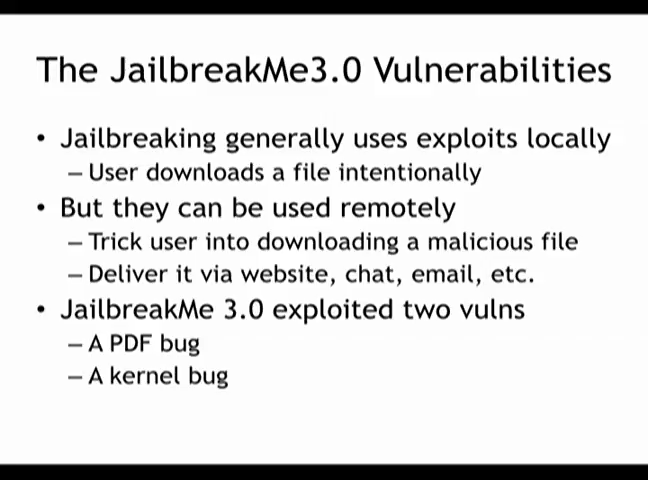 The JailbreakMe3.0 Vulnerabilities
• Jailbreaking generally uses exploits locally
– User downloads a file intentionally
• But they can be used remotely
– Trick user into downloading a malicious file
– Deliver it via website, chat, email, etc.
• JailbreakMe 3.0 exploited two vulns
– A PDF bug
– A kernel bug